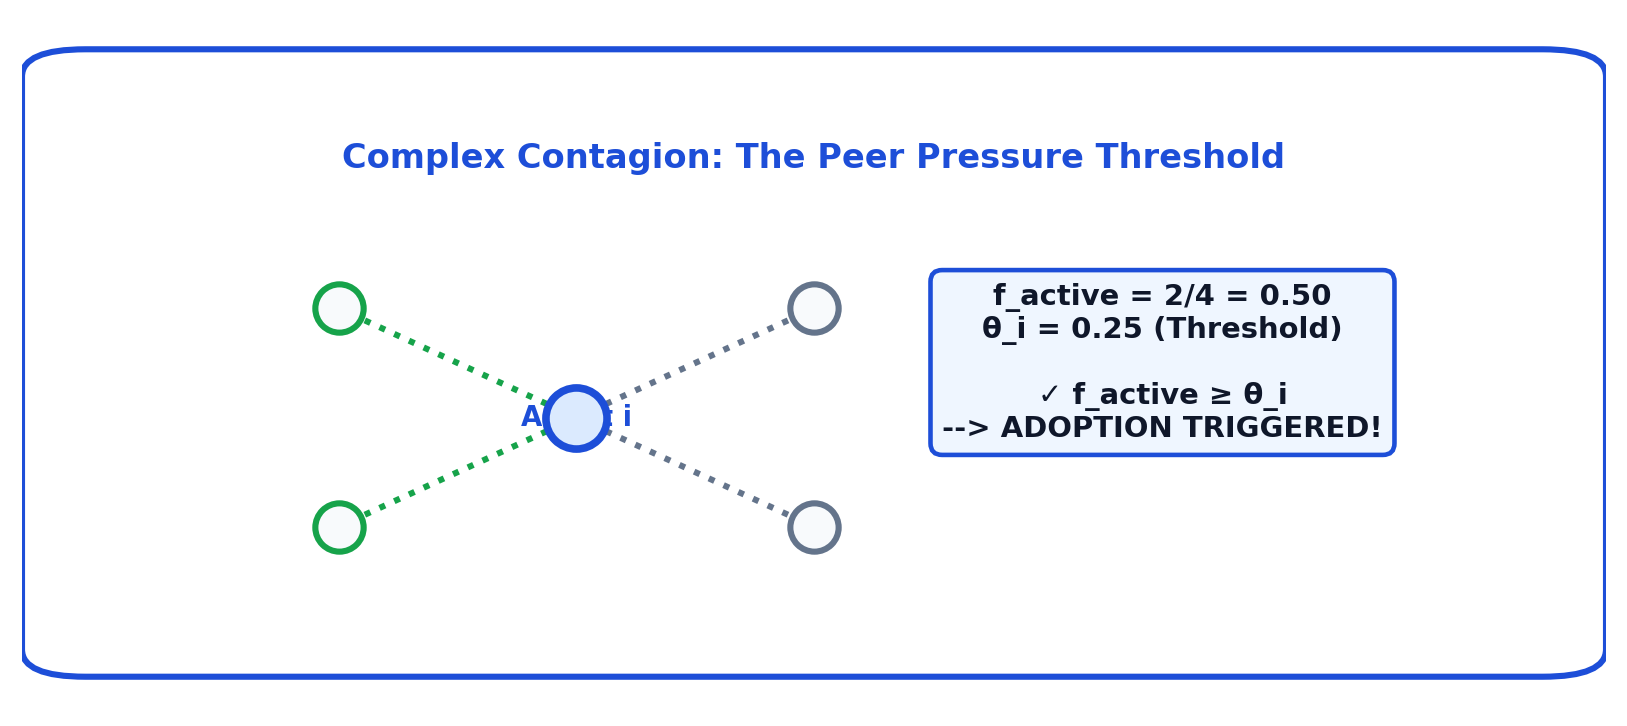 Complex Contagion: The Peer Pressure Threshold
f_active = 2/4 = 0.50
θ_i = 0.25 (Threshold)
✓ f_active ≥ θ_i
--> ADOPTION TRIGGERED!
i